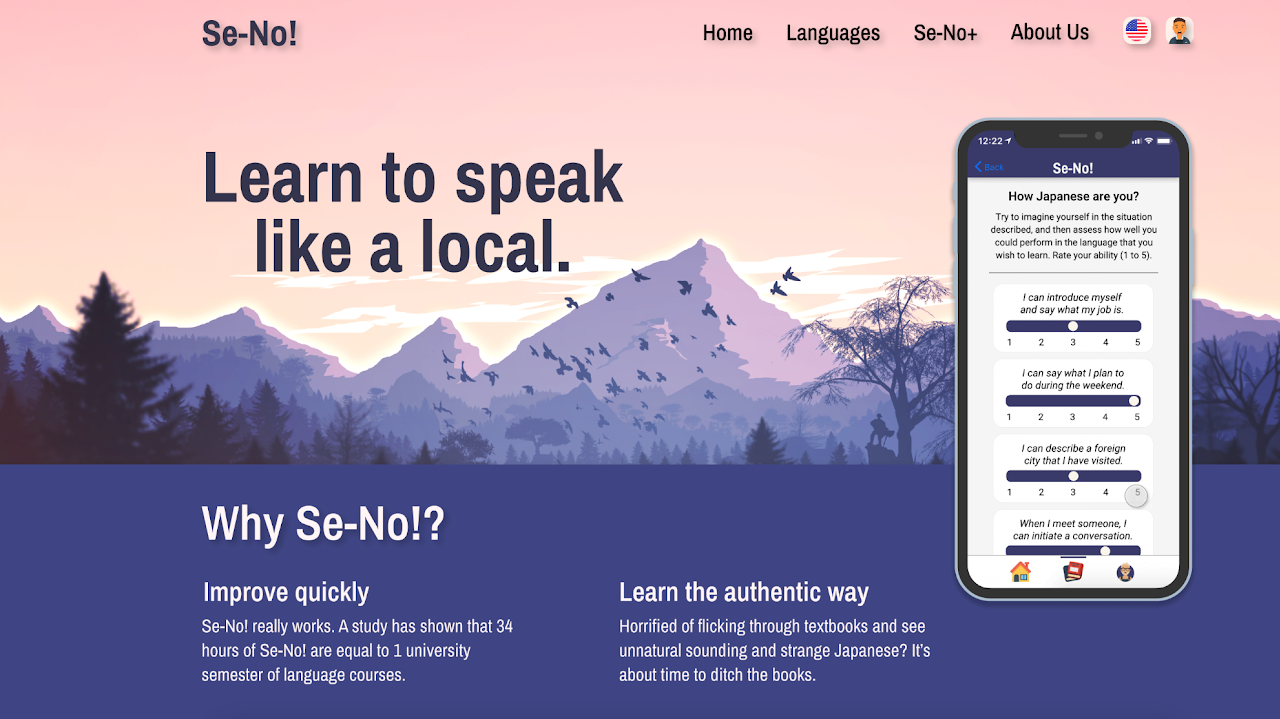 Se-No!
Home Languages Se-No+ About Us
Learn to speak
like a local.
12:22
Back
Se-No!
How Japanese are you?
Try to imagine yourself in the situation
described, and then assess how well you
could perform in the language that you
wish to learn. Rate your ability (1 to 5).
I can introduce myself
and say what my job is.
1 2 3 4 5
I can say what I plan to
do during the weekend.
1 2 3 4 5
I can describe a foreign
city that I have visited.
1 2 3 4 5
When I meet someone, I
can initiate a conversation.
Why Se-No!?
Improve quickly
Se-No! really works. A study has shown that 34
hours of Se-No! are equal to 1 university
semester of language courses.
Learn the authentic way
Horrified of flicking through textbooks and see
unnatural sounding and strange Japanese? It’s
about time to ditch the books.